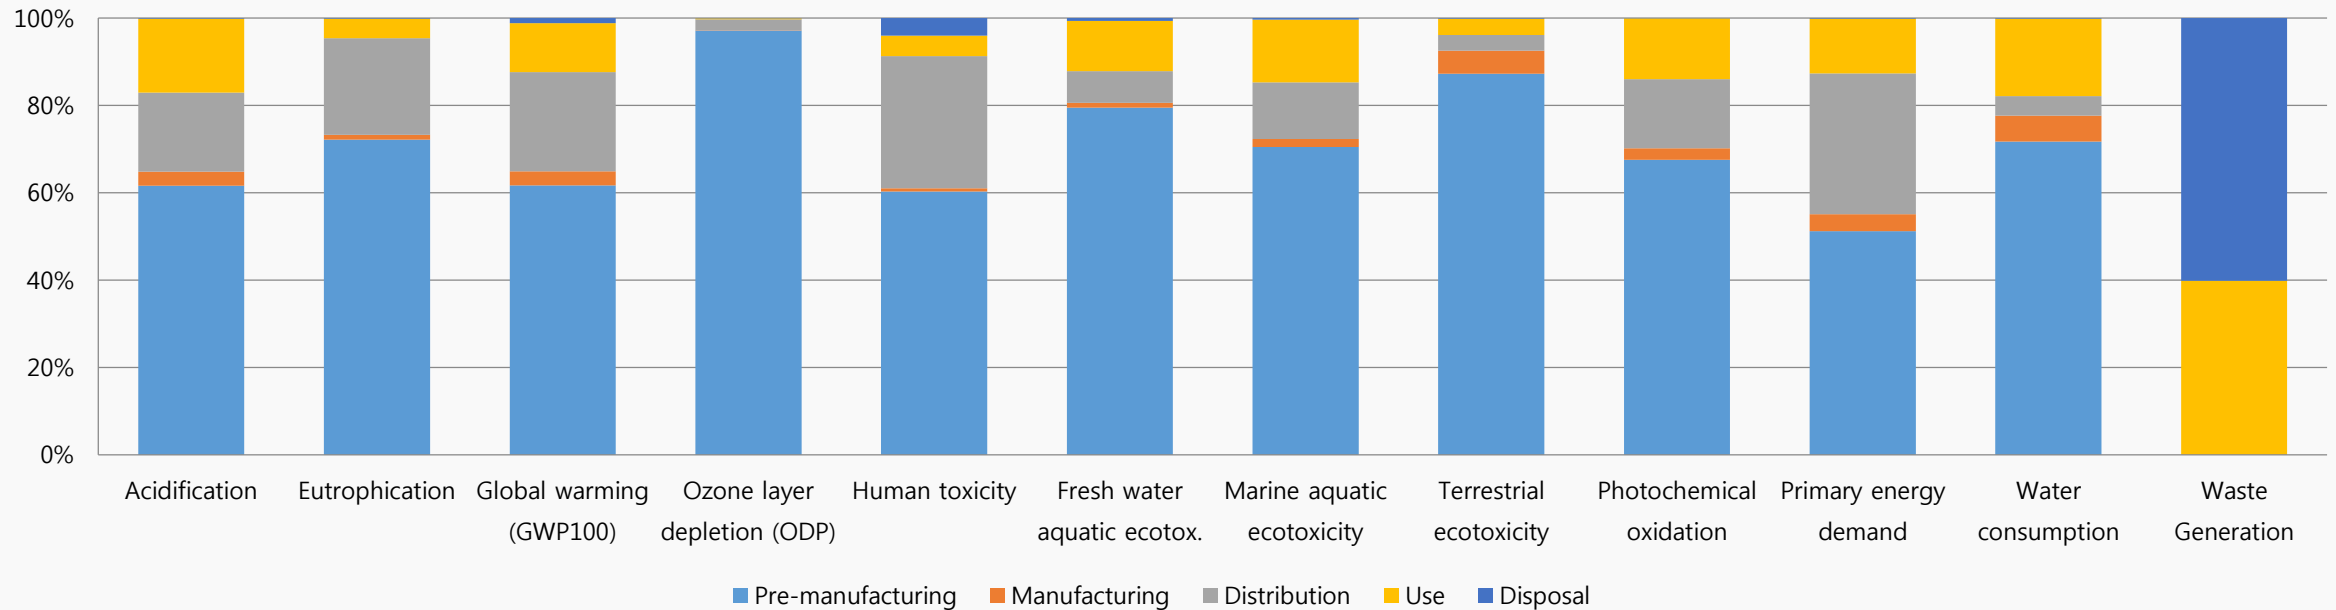 100%
80%
60%
40%
20%
0%
Acidification
Eutrophication
Global warming
(GWP100)
Ozone layer
depletion (ODP)
Human toxicity
Fresh water
aquatic ecotox.
Marine aquatic
ecotoxicity
Terrestrial
ecotoxicity
Photochemical
oxidation
Primary energy
demand
Water
consumption
Waste
Generation
Pre-manufacturing
Manufacturing
Distribution
Use
Disposal